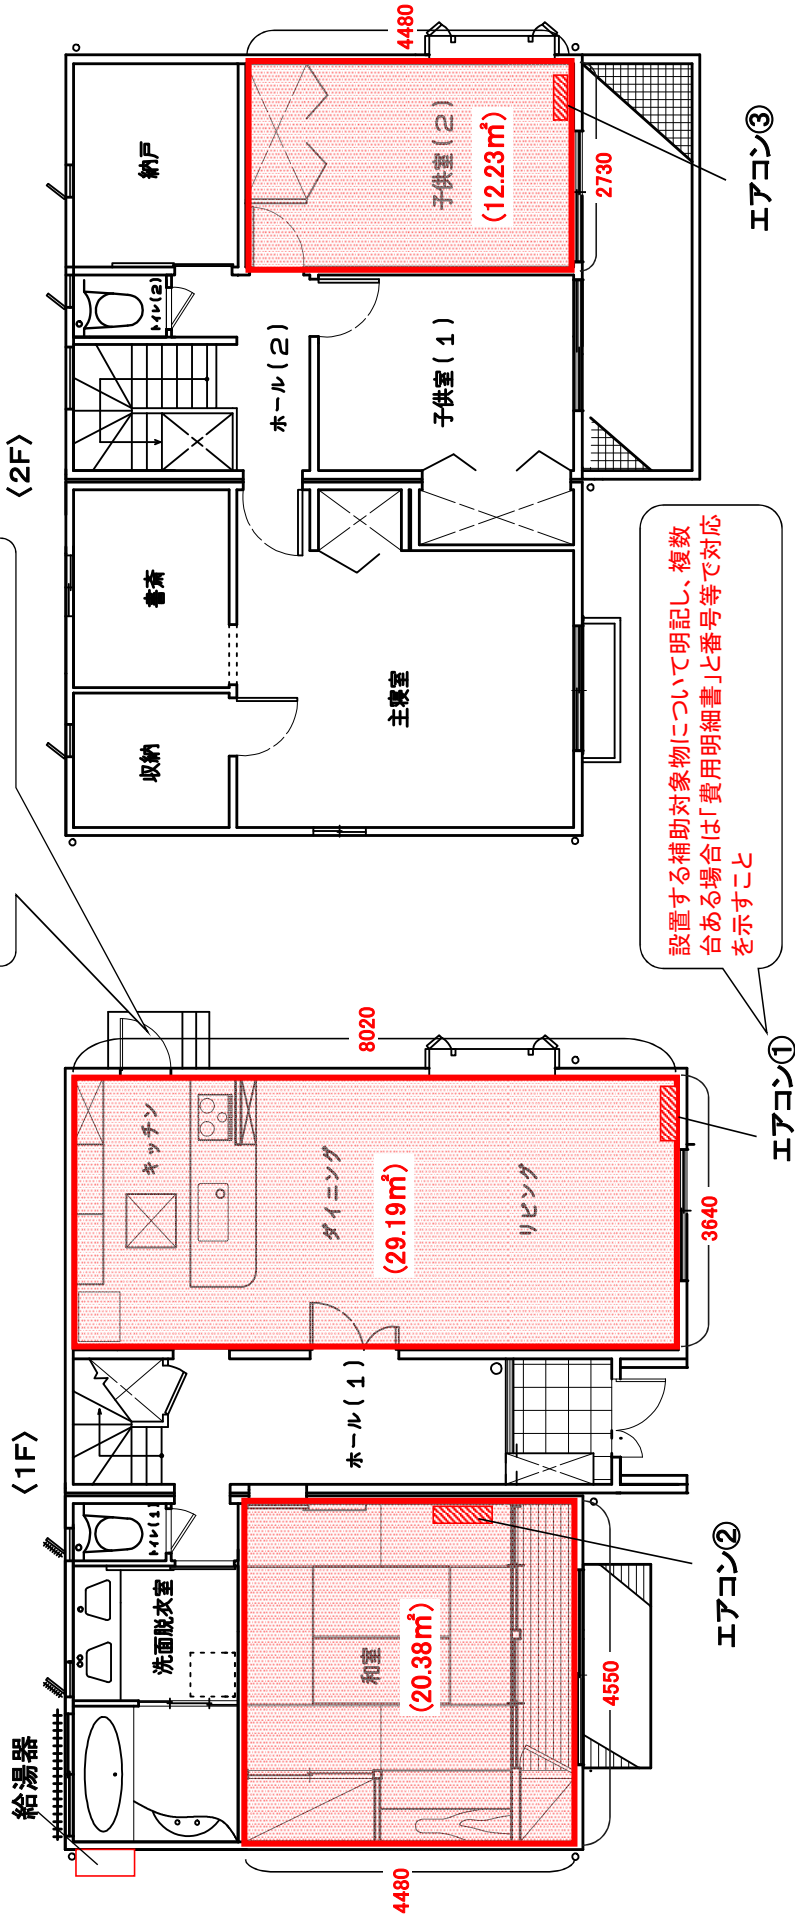 〈1F〉
給湯器
洗面脱衣室
トイレ(1)
和室
(20.38㎡)
4480
4550
エアコン②
ホール(1)
キッチン
ダイニング
(29.19㎡)
リビング
8020
3640
エアコン①
設置する補助対象物について明記し、複数
台ある場合は「費用明細書」と番号等で対応
を示すこと
〈2F〉
収納
書斎
主寝室
トイレ(2)
ホール(2)
子供室(1)
納戸
子供室(2)
(12.23㎡)
4480
2730
エアコン③